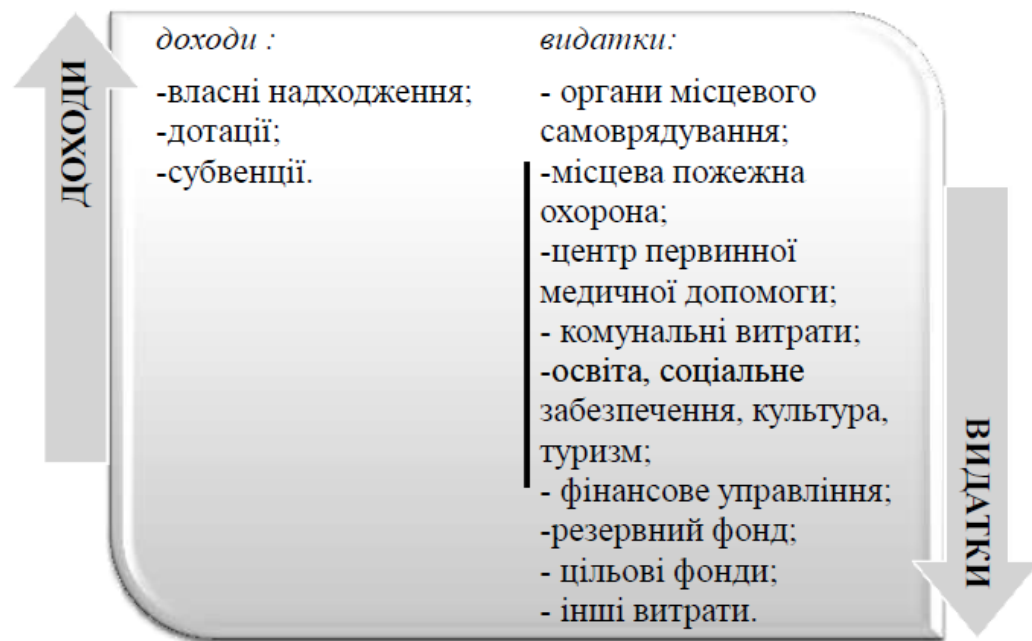 ДОХОДИ
доходи :
-власні надходження;
-дотації;
-субвенції.
видатки:
- органи місцевого
самоврядування;
-місцева пожежна
охорона;
-центр первинної
медичної допомоги;
- комунальні витрати;
-освіта, соціальне
забезпечення, культура,
туризм;
- фінансове управління;
-резервний фонд;
- цільові фонди;
- інші витрати.
ВИДАТКИ